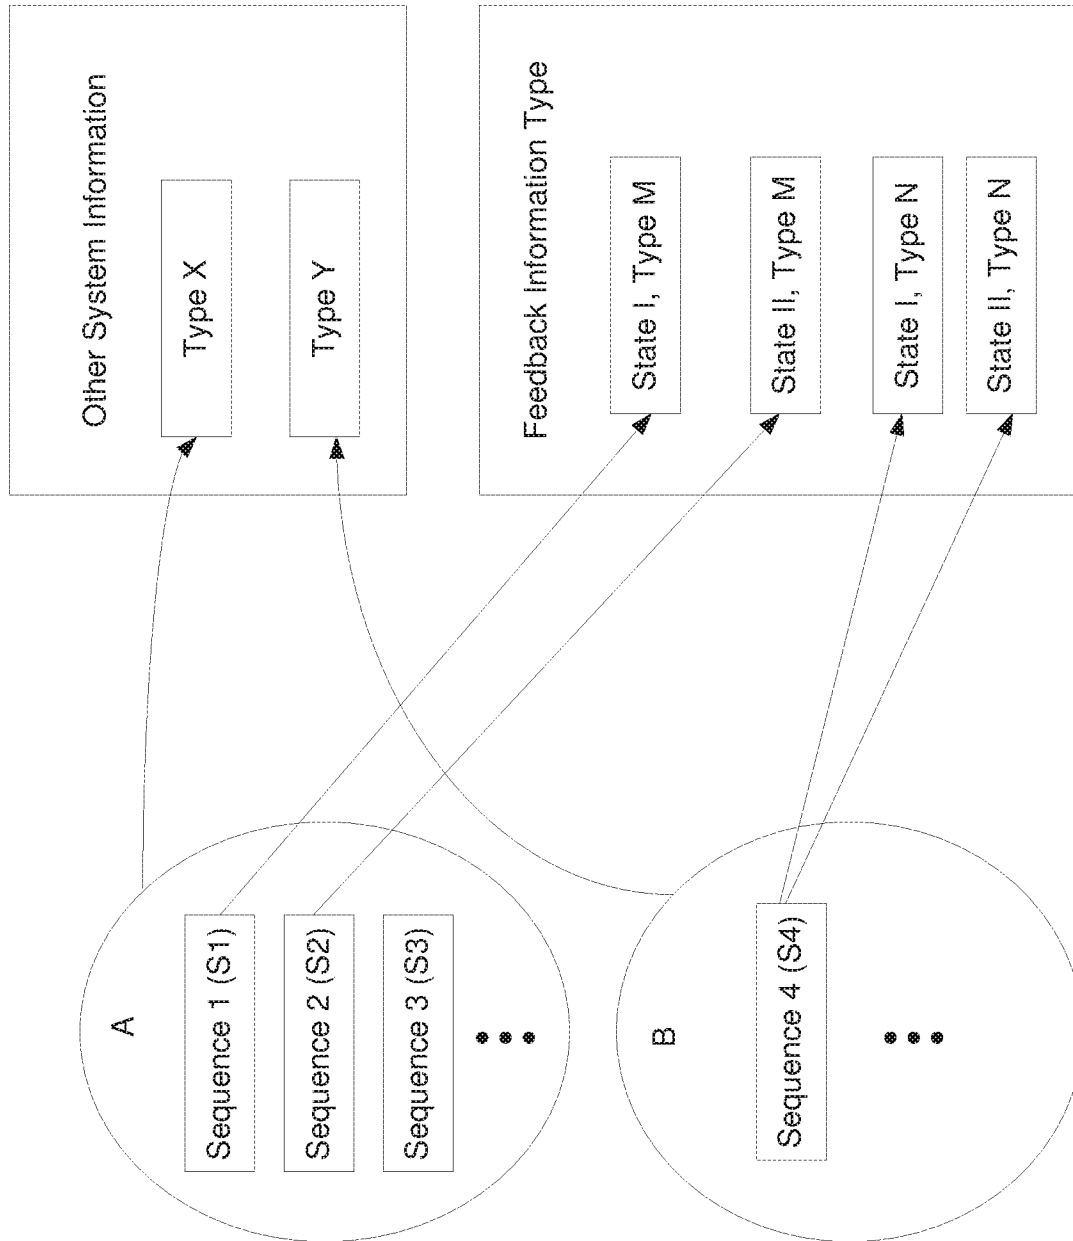 A
Sequence 1 (S1)
Sequence 2 (S2)
Sequence 3 (S3)
B
Sequence 4 (S4)
Other System Information
Type X
Type Y
Feedback Information Type
State I, Type M
State II, Type M
State I, Type N
State II, Type N